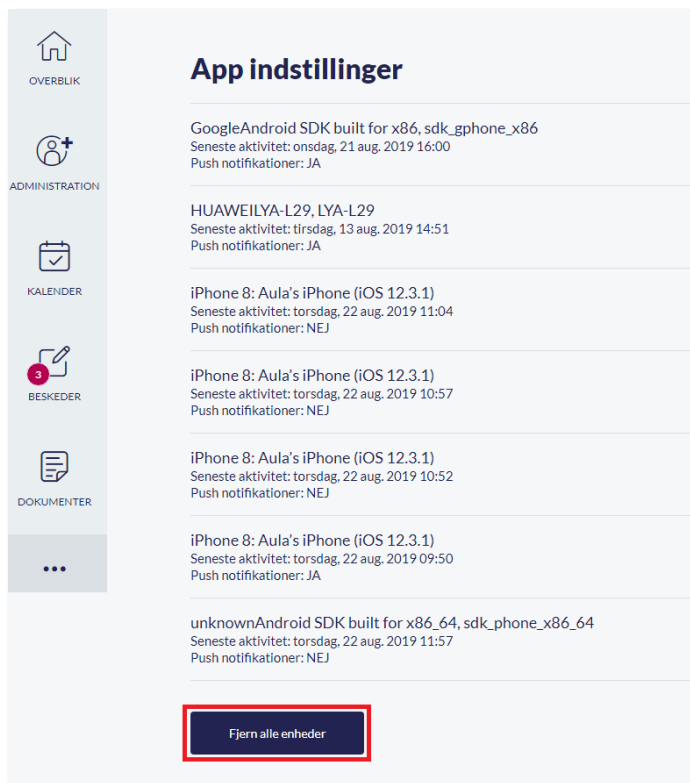 OVERBLIK
ADMINISTRATION
KALENDER
3
BESKEDER
DOKUMENTER
App indstillinger
GoogleAndroid SDK built for x86, sdk_gphone_x86
Seneste aktivitet: onsdag, 21 aug. 2019 16:00
Push notifikationer: JA
HUAWEILYA-L29, LYA-L29
Seneste aktivitet: tirsdag, 13 aug. 2019 14:51
Push notifikationer: JA
iPhone 8: Aula's iPhone (iOS 12.3.1)
Seneste aktivitet: torsdag, 22 aug. 2019 11:04
Push notifikationer: NEJ
iPhone 8: Aula's iPhone (iOS 12.3.1)
Seneste aktivitet: torsdag, 22 aug. 2019 10:57
Push notifikationer: NEJ
iPhone 8: Aula's iPhone (iOS 12.3.1)
Seneste aktivitet: torsdag, 22 aug. 2019 10:52
Push notifikationer: NEJ
iPhone 8: Aula's iPhone (iOS 12.3.1)
Seneste aktivitet: torsdag, 22 aug. 2019 09:50
Push notifikationer: JA
unknownAndroid SDK built for x86_64, sdk_phone_x86_64
Seneste aktivitet: torsdag, 22 aug. 2019 11:57
Push notifikationer: NEJ
Fjern alle enheder